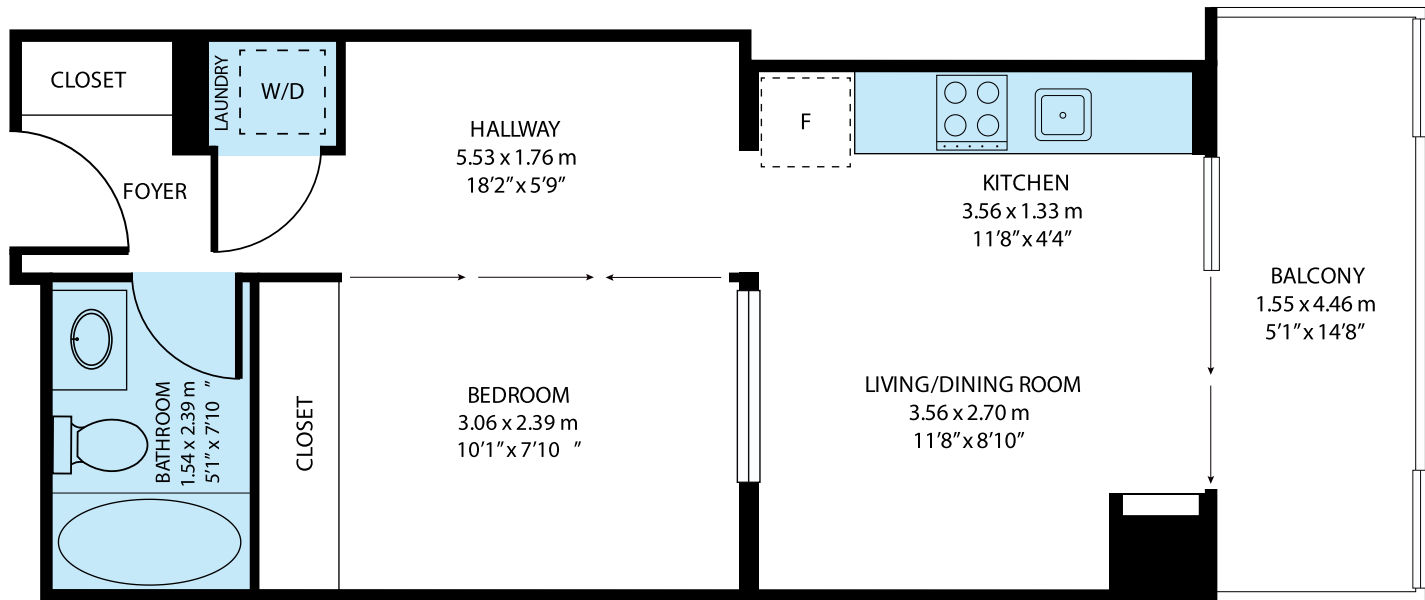 CLOSET
LAUNDRY
W/D
FOYER
HALLWAY
5.53 x 1.76 m
18’2” x 5’9”
F
KITCHEN
3.56 x 1.33 m
11’8” x 4’4”
BALCONY
1.55 x 4.46 m
5’1” x 14’8”
BATHROOM
1.54 x 2.39 m
5’1” x 7’10 ”
CLOSET
BEDROOM
3.06 x 2.39 m
10’1” x 7’10 ”
LIVING/DINING ROOM
3.56 x 2.70 m
11’8” x 8’10”